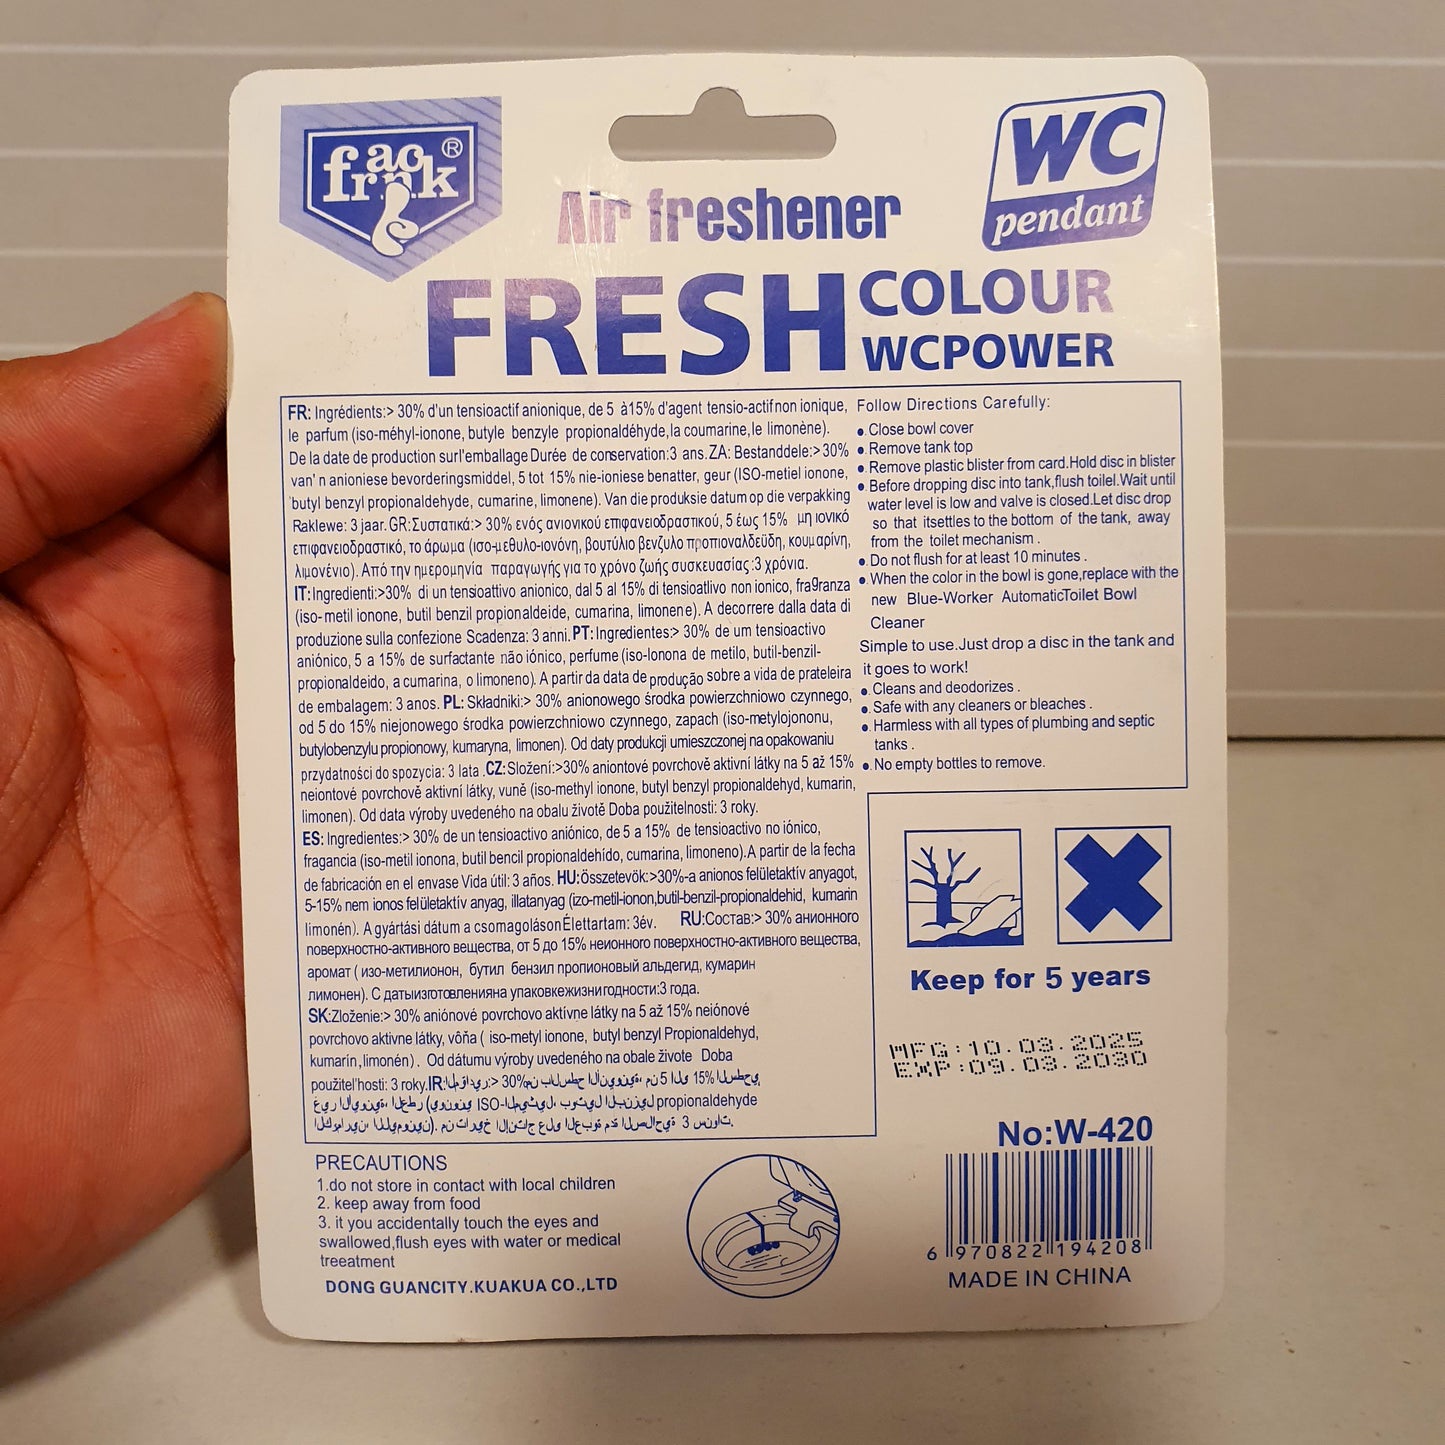 ®
WC
pendant
Air freshener
FRESH COLOUR
WCPOWER
FR: Ingrédients:> 30% d'un tensioactif anionique, de 5 à15% d'agent tensio-actif non ionique,
le parfum (iso-méhyl-ionone, butyle benzyle propionaldéhyde,la coumarine,le limonène).
De la date de production surl'emballage Durée de conservation:3 ans. ZA: Bestanddele:> 30%
van' n anioniese bevorderingsmiddel, 5 tot 15% nie-ioniese benatter, geur (ISO-metiel ionone,
butyl benzyl propionaldehyde, cumarine, limonene). Van die produksie datum op die verpakking
Raklewe: 3 jaar. GR:Συστατικά:> 30% ενός ανιονικού επιφανειοδραστικού, 5 έως 15% μη ιονικό
επιφανειοδραστικό, το άρωμα (ισο-μεθυλο-ιονόνη, βουτύλιο βενζυλο προπιοναλδεΰδη, κουμαρίνη,
λιμονένιο). Από την ημερομηνία παραγωγής για το χρόνο ζωής συσκευασίας :3 χρόνια.
IT:Ingredienti:>30% di un tensioattivo anionico, dal 5 al 15% di tensioatlivo non ionico, fra9ranza
(iso-metil ionone, butil benzil propionaldeide, cumarina, limonene). A decorrere dalla data di
produzione sulla confezione Scadenza: 3 anni. PT: Ingredientes:> 30% de um tensioactivo
aniónico, 5 a 15% de surfactante não iónico, perfume (iso-Ionona de metilo, butil-benzil-
propionaldeido, a cumarina, o limoneno). A partir da data de produção sobre a vida de prateleira
de embalagem: 3 anos. PL: Składniki:> 30% anionowego środka powierzchniowo czynnego,
od 5 do 15% niejonowego środka powierzchniowo czynnego, zapach (iso-metylojononu,
butylobenzylu propionowy, kumaryna, limonen). Od daty produkcji umieszczonej na opakowaniu
przydatności do spozycia: 3 lata .CZ:Složení:>30% aniontové povrchově aktivní látky na 5 až 15%
neiontové povrchově aktivní látky, vuně (iso-methyl ionone, butyl benzyl propionaldehyd, kumarin,
limonen). Od data výroby uvedeného na obalu životě Doba použitelnosti: 3 roky.
ES: Ingredientes:> 30% de un tensioactivo aniónico, de 5 a 15% de tensioactivo no iónico,
fragancia (iso-metil ionona, butil bencil propionaldehído, cumarina, limoneno).A partir de la fecha
de fabricación en el envase Vida útil: 3 años. HU:összetevök:>30%-a anionos felületaktív anyagot,
5-15% nem ionos felületaktív anyag, illatanyag (izo-metil-ionon,butil-benzil-propionaldehid, kumarin
limonén). A gyártási dátum a csomagoláson Élettartam: 3év. RU:Состав:> 30% анионного
поверхностно-активного вещества, от 5 до 15% неионного поверхностно-активного вещества,
аромат ( изо-метилионон, бутил бензил пропионовый альдегид, кумарин
лимонен). С датыизготовленияна упаковкежизнигодности:3 года.
SK:Zloženie:> 30% aniónové povrchovo aktívne látky na 5 až 15% neiónové
povrchovo aktivne látky, vôňa ( iso-metyl ionone, butyl benzyl Propionaldehyd,
kumarín,limonén) . Od dátumu výroby uvedeného na obale živote Doba
použitel'hosti: 3 roky. IR: > 30% 5 15%
ISO- propionaldehyde
3
Follow Directions Carefully:
• Close bowl cover
• Remove tank top
• Remove plastic blister from card.Hold disc in blister
• Before dropping disc into tank,flush toilel.Wait until
water level is low and valve is closed.Let disc drop
so that itsettles to the bottom of the tank, away
from the toilet mechanism .
• Do not flush for at least 10 minutes .
• When the color in the bowl is gone,replace with the
new Blue-Worker AutomaticToilet Bowl
Cleaner
Simple to use.Just drop a disc in the tank and
it goes to work!
• Cleans and deodorizes .
• Safe with any cleaners or bleaches .
• Harmless with all types of plumbing and septic
tanks .
• No empty bottles to remove.
Keep for 5 years
MFG:10.03.2025
EXP:09.03.2030
No:W-420
6 970822 194208
MADE IN CHINA
PRECAUTIONS
1.do not store in contact with local children
2. keep away from food
3. it you accidentally touch the eyes and
swallowed,flush eyes with water or medical
treeatment
DONG GUANCITY.KUAKUA CO.,LTD